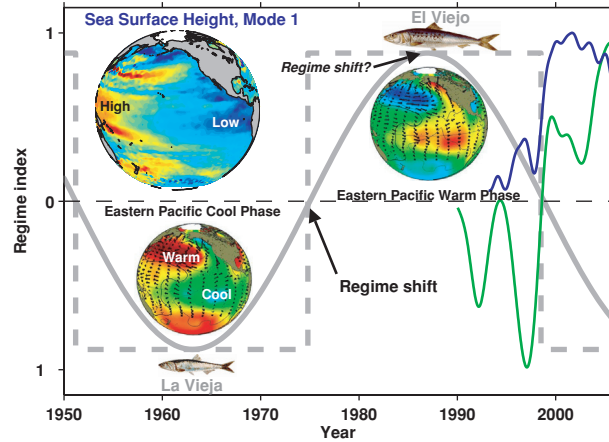 Sea Surface Height, Mode 1
El Viejo
Regime shift?
High
Low
Eastern Pacific Cool Phase
Eastern Pacific Warm Phase
Warm
Cool
Regime shift
La Vieja
Regime index
1
0
1
1950
1960
1970
1980
1990
2000
Year